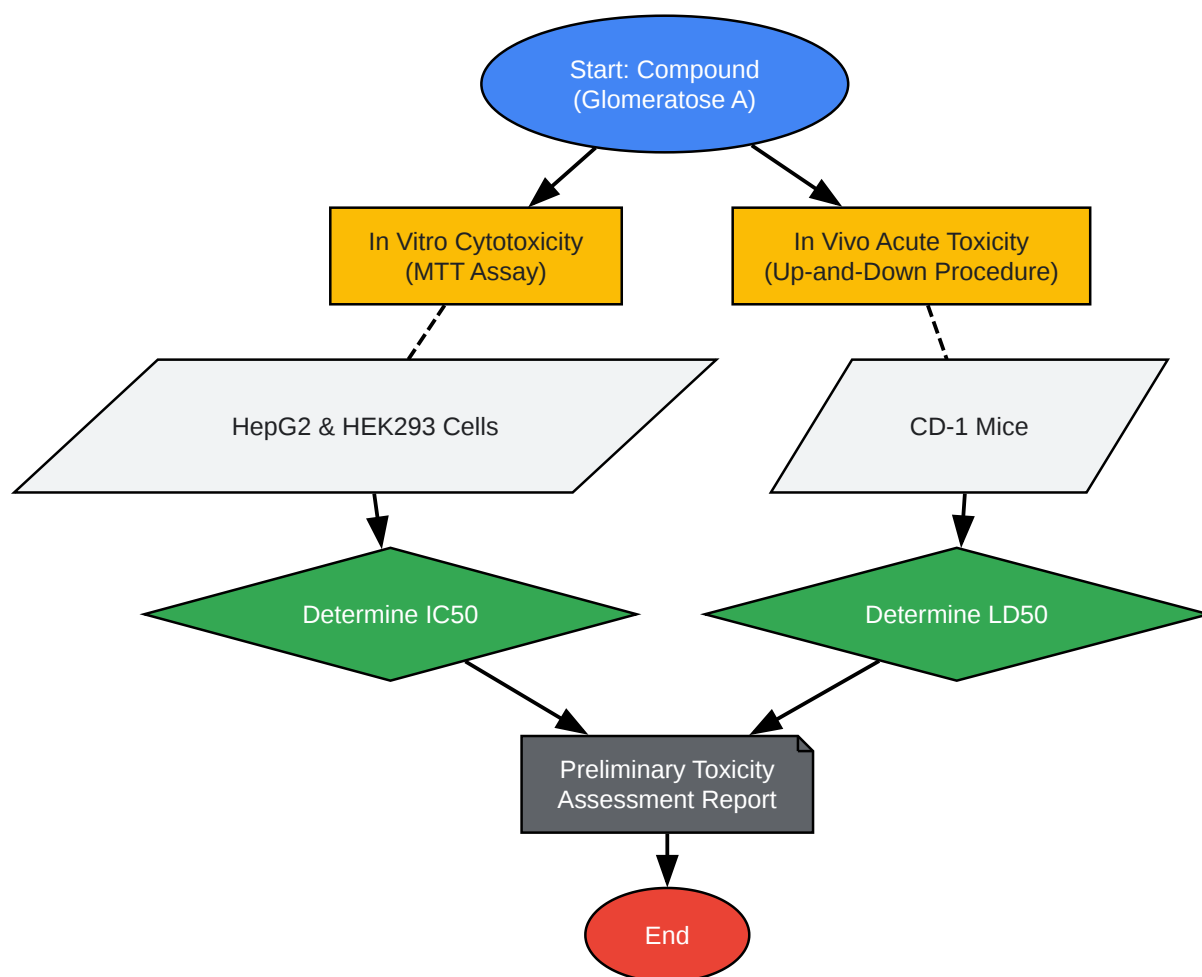 Start: Compound
(Glomeratose A)
In Vitro Cytotoxicity
(MTT Assay)
In Vivo Acute Toxicity
(Up-and-Down Procedure)
HepG2 & HEK293 Cells
CD-1 Mice
Determine IC50
Determine LD50
Preliminary Toxicity
Assessment Report
End